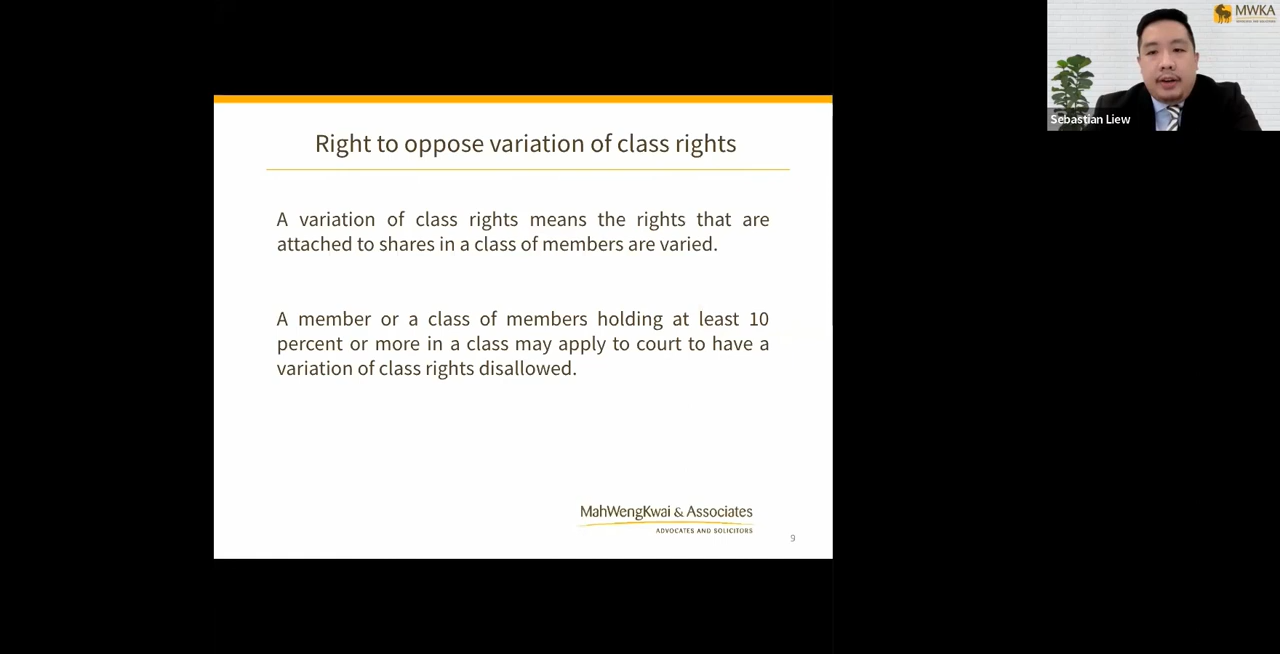 MWKA
Sebastian Liew
Right to oppose variation of class rights
A variation of class rights means the rights that are
attached to shares in a class of members are varied.
A member or a class of members holding at least 10
percent or more in a class may apply to court to have a
variation of class rights disallowed.
MahWengKwai & Associates
ADVOCATES AND SOLICITORS
9